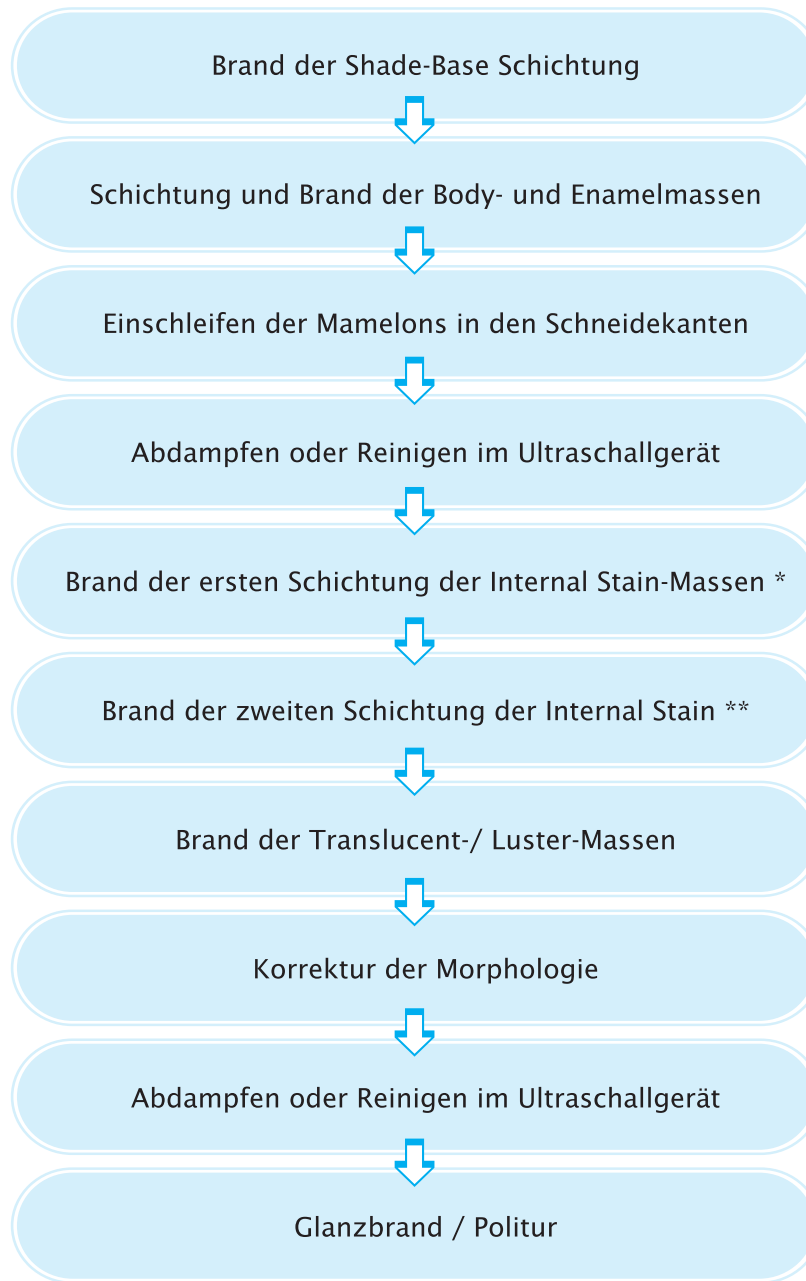 Brand der Shade-Base Schichtung
Schichtung und Brand der Body- und Enamelmassen
Einschleifen der Mamelons in den Schneidekanten
Abdampfen oder Reinigen im Ultraschallgerät
Brand der ersten Schichtung der Internal Stain-Massen *
Brand der zweiten Schichtung der Internal Stain **
Brand der Translucent-/ Luster-Massen
Korrektur der Morphologie
Abdampfen oder Reinigen im Ultraschallgerät
Glanzbrand / Politur